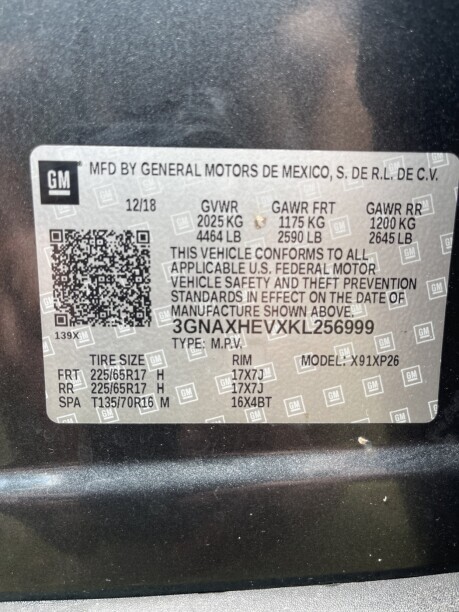 GM
MFD BY GENERAL MOTORS DE MEXICO, S. DE R.L. DE C.V.
12/18 GVWR GAWR FRT GAWR RR
2025 KG 1175 KG 1200 KG
4464 LB 2590 LB 2645 LB
THIS VEHICLE CONFORMS TO ALL
APPLICABLE U.S. FEDERAL MOTOR
VEHICLE SAFETY AND THEFT PREVENTION
STANDARDS IN EFFECT ON THE DATE OF
MANUFACTURE SHOWN ABOVE.
139X
3GNAXHEVXKL256999
TYPE: M.P.V.
TIRE SIZE RIM MODEL: X91XP26
FRT 225/65R17 H 17X7J
RR 225/65R17 H 17X7J
SPA T135/70R16 M 16X4BT